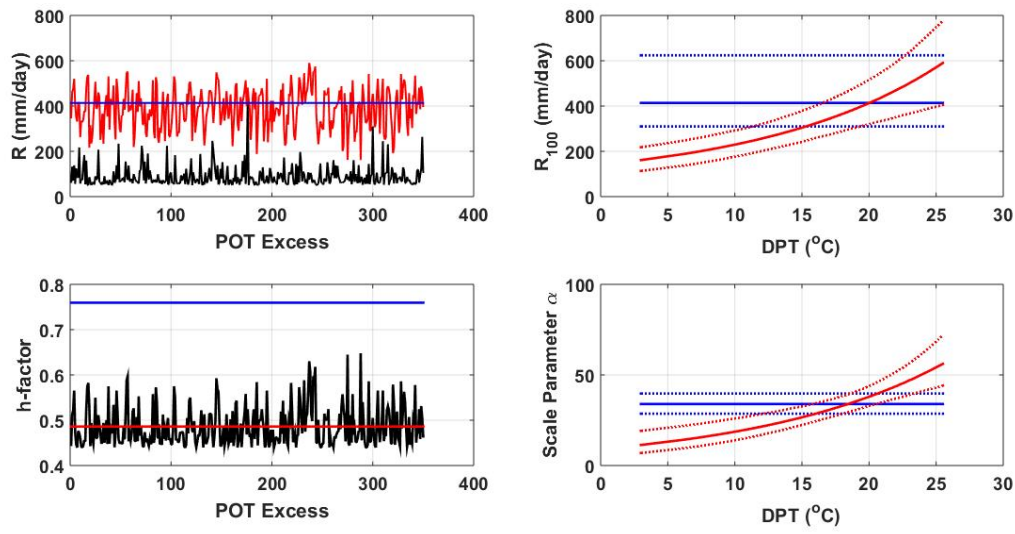 800
600
400
200
0
R (mm/day)
0 100 200 300 400
POT Excess
800
600
400
200
0
R100 (mm/day)
0 5 10 15 20 25 30
DPT (oC)
0.8
0.7
0.6
0.5
0.4
h-factor
0 100 200 300 400
POT Excess
100
50
0
Scale Parameter α
0 5 10 15 20 25 30
DPT (oC)